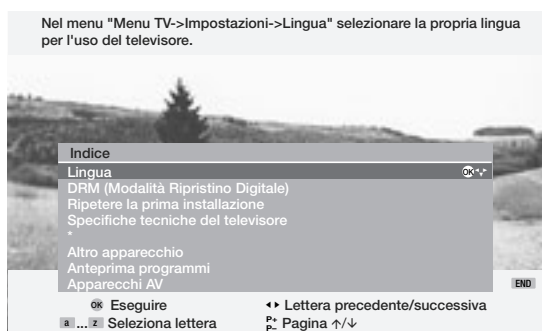 Nel menu "Menu TV->Impostazioni->Lingua" selezionare la propria lingua
per l'uso del televisore.
Indice
Lingua OK
DRM (Modalità Ripristino Digitale)
Ripetere la prima installazione
Specifiche tecniche del televisore
*
Altro apparecchio
Anteprima programmi
Apparecchi AV
END
OK Eseguire Lettera precedente/successiva
a ... z Seleziona lettera P+ P– Pagina ↑/↓